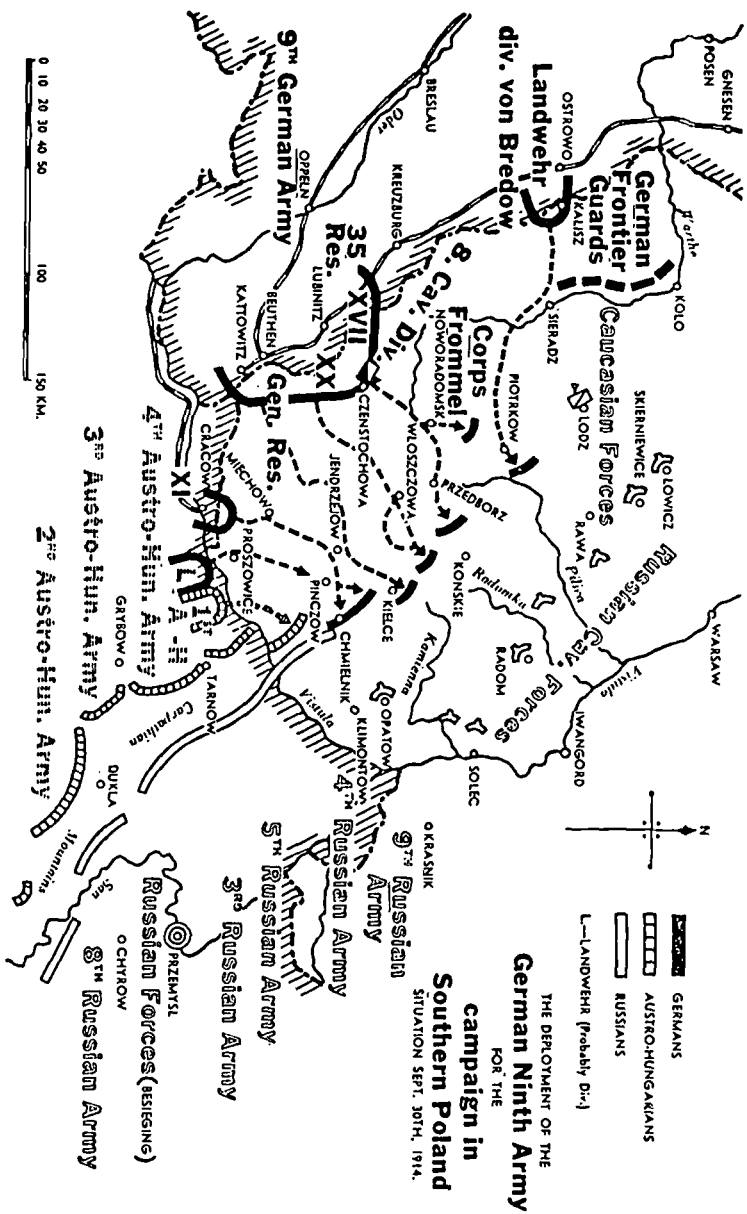 GNESEN
POSEN
Warthe
KOLO
German
Frontier
Guards
OSTROWO
KALISZ
SIERADZ
Landwehr
div. von Bredow
BRESLAU
Oder
KREUZBURG
OPPELN
9TH German Army
8. Cav. Div.
35
Res.
XVII
LUBINITZ
XX
BEUTHEN
KATTOWITZ
Gen. Res.
Corps
Frommel
NOWORADOMSK
CZENSTOCHOWA
PIOTRKOW
WŁOSZCZOWA
PRZEDBORZ
Caucasian Forces
LODZ
SKIERNIEWICE
LOWICZ
RAWA
Pilica
Russian Cav. Forces
WARSAW
Vistula
IWANGORD
Radomka
RADOM
KONSKIE
Kamienna
SOLEC
KIELCE
JENDRZEJOW
MIECHOWO
PINCZOW
CHMIELNIK
OPATOW
KLIMONTOW
PROSZOWICE
CRACOW
XI
L
1ST
A-H
4TH Austro-Hun. Army
3RD Austro-Hun. Army
2ND Austro-Hun. Army
GRYBOW
TARNOW
Vistula
Carpathian
Mountains
DUKLA
San
KRASNIK
9TH Russian
Army
4TH
Russian Army
5TH Russian Army
3RD Russian Army
PRZEMYSL
Russian Forces (BESIEGING)
CHYROW
8TH Russian Army
N
GERMANS
AUSTRO-HUNGARIANS
RUSSIANS
L.—LANDWEHR (Probably Div.)
THE DEPLOYMENT OF THE
German Ninth Army
FOR THE
campaign in
Southern Poland
SITUATION SEPT. 30TH, 1914.
0 10 20 30 40 50 100 150 KM.